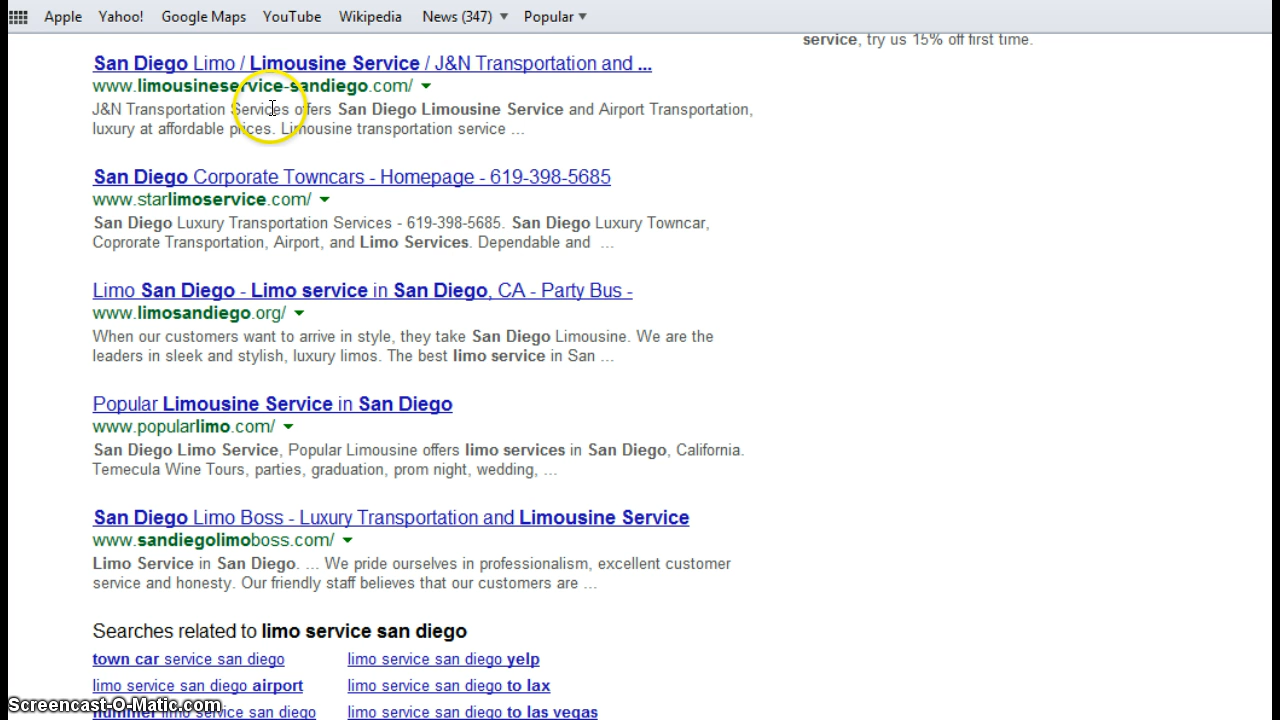 Apple Yahoo! Google Maps YouTube Wikipedia News (347) Popular
service, try us 15% off first time.
San Diego Limo / Limousine Service / J&N Transportation and ...
www.limousineservice-sandiego.com/
J&N Transportation Services offers San Diego Limousine Service and Airport Transportation,
luxury at affordable prices. Limousine transportation service ...
San Diego Corporate Towncars - Homepage - 619-398-5685
www.starlimoservice.com/
San Diego Luxury Transportation Services - 619-398-5685. San Diego Luxury Towncar,
Coprorate Transportation, Airport, and Limo Services. Dependable and ...
Limo San Diego - Limo service in San Diego, CA - Party Bus -
www.limosandiego.org/
When our customers want to arrive in style, they take San Diego Limousine. We are the
leaders in sleek and stylish, luxury limos. The best limo service in San ...
Popular Limousine Service in San Diego
www.popularlimo.com/
San Diego Limo Service, Popular Limousine offers limo services in San Diego, California.
Temecula Wine Tours, parties, graduation, prom night, wedding, ...
San Diego Limo Boss - Luxury Transportation and Limousine Service
www.sandiegolimoboss.com/
Limo Service in San Diego. ... We pride ourselves in professionalism, excellent customer
service and honesty. Our friendly staff believes that our customers are ...
Searches related to limo service san diego
town car service san diego limo service san diego yelp
limo service san diego airport limo service san diego to lax
hummer limo service san diego limo service san diego to las vegas
Screencast-O-Matic.com